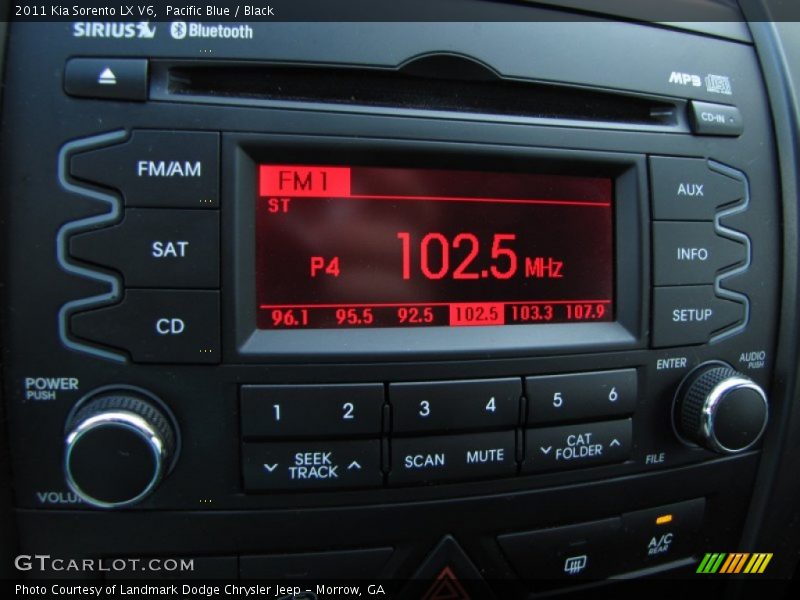 2011 Kia Sorento LX V6,  Pacific Blue / Black
SIRIUS Bluetooth
MP3
CD-IN
FM/AM
SAT
CD
FM 1
ST
P4 102.5 MHz
96.1 95.5 92.5 102.5 103.3 107.9
AUX
INFO
SETUP
POWER
PUSH
VOLUM
ENTER
AUDIO
PUSH
FILE
1 2 3 4 5 6
SEEK
TRACK
SCAN MUTE
CAT
FOLDER
A/C
REAR
GTCARLOT.COM
Photo Courtesy of Landmark Dodge Chrysler Jeep – Morrow, GA